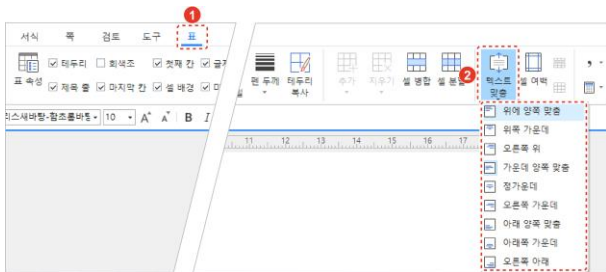 1
서식 쪽 검토 도구 표
표 속성
테두리 회색조 첫째 칸
제목 줄 마지막 칸 셀 배경
펜 두께 테두리 복사
추가 지우기 셀 병합
2
텍스트 맞춤 셀 여백
10 가 가 B I
11 12 13 14 15 16 17
위에 양쪽 맞춤
위쪽 가운데
오른쪽 위
가운데 양쪽 맞춤
정가운데
오른쪽 가운데
아래 양쪽 맞춤
아래쪽 가운데
오른쪽 아래